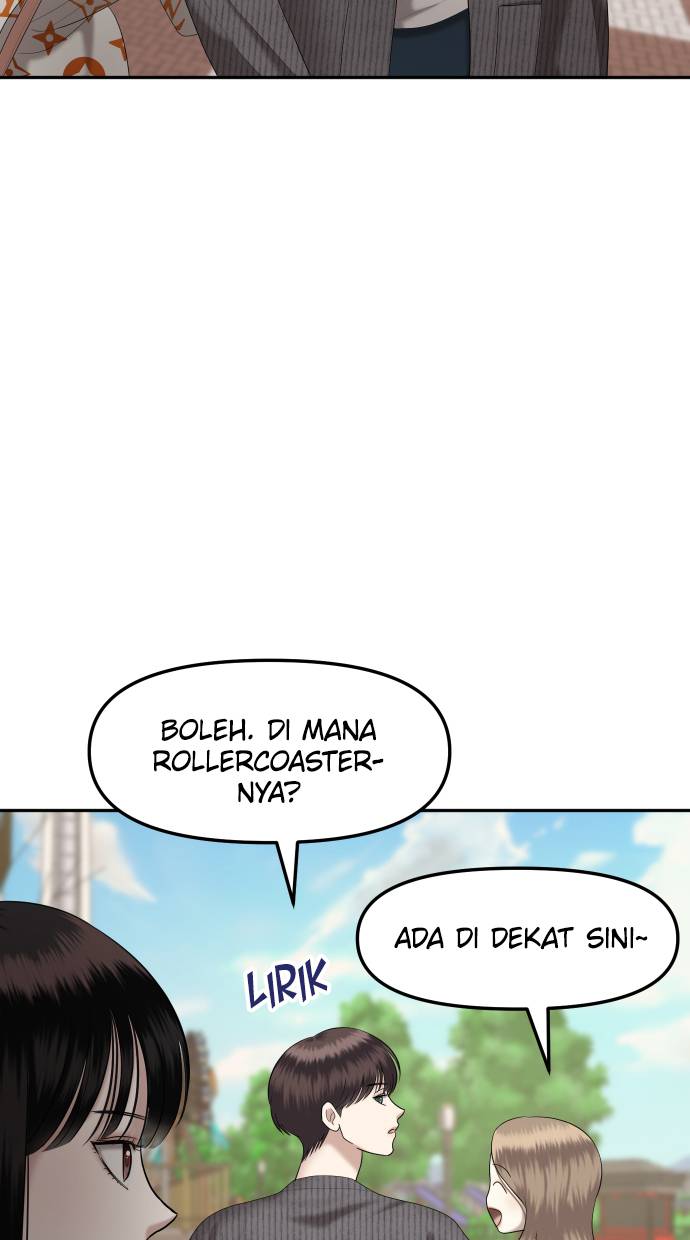 BOLEH. DI MANA
ROLLERCOASTER-
NYA?
ADA DI DEKAT SINI~
LIRIK